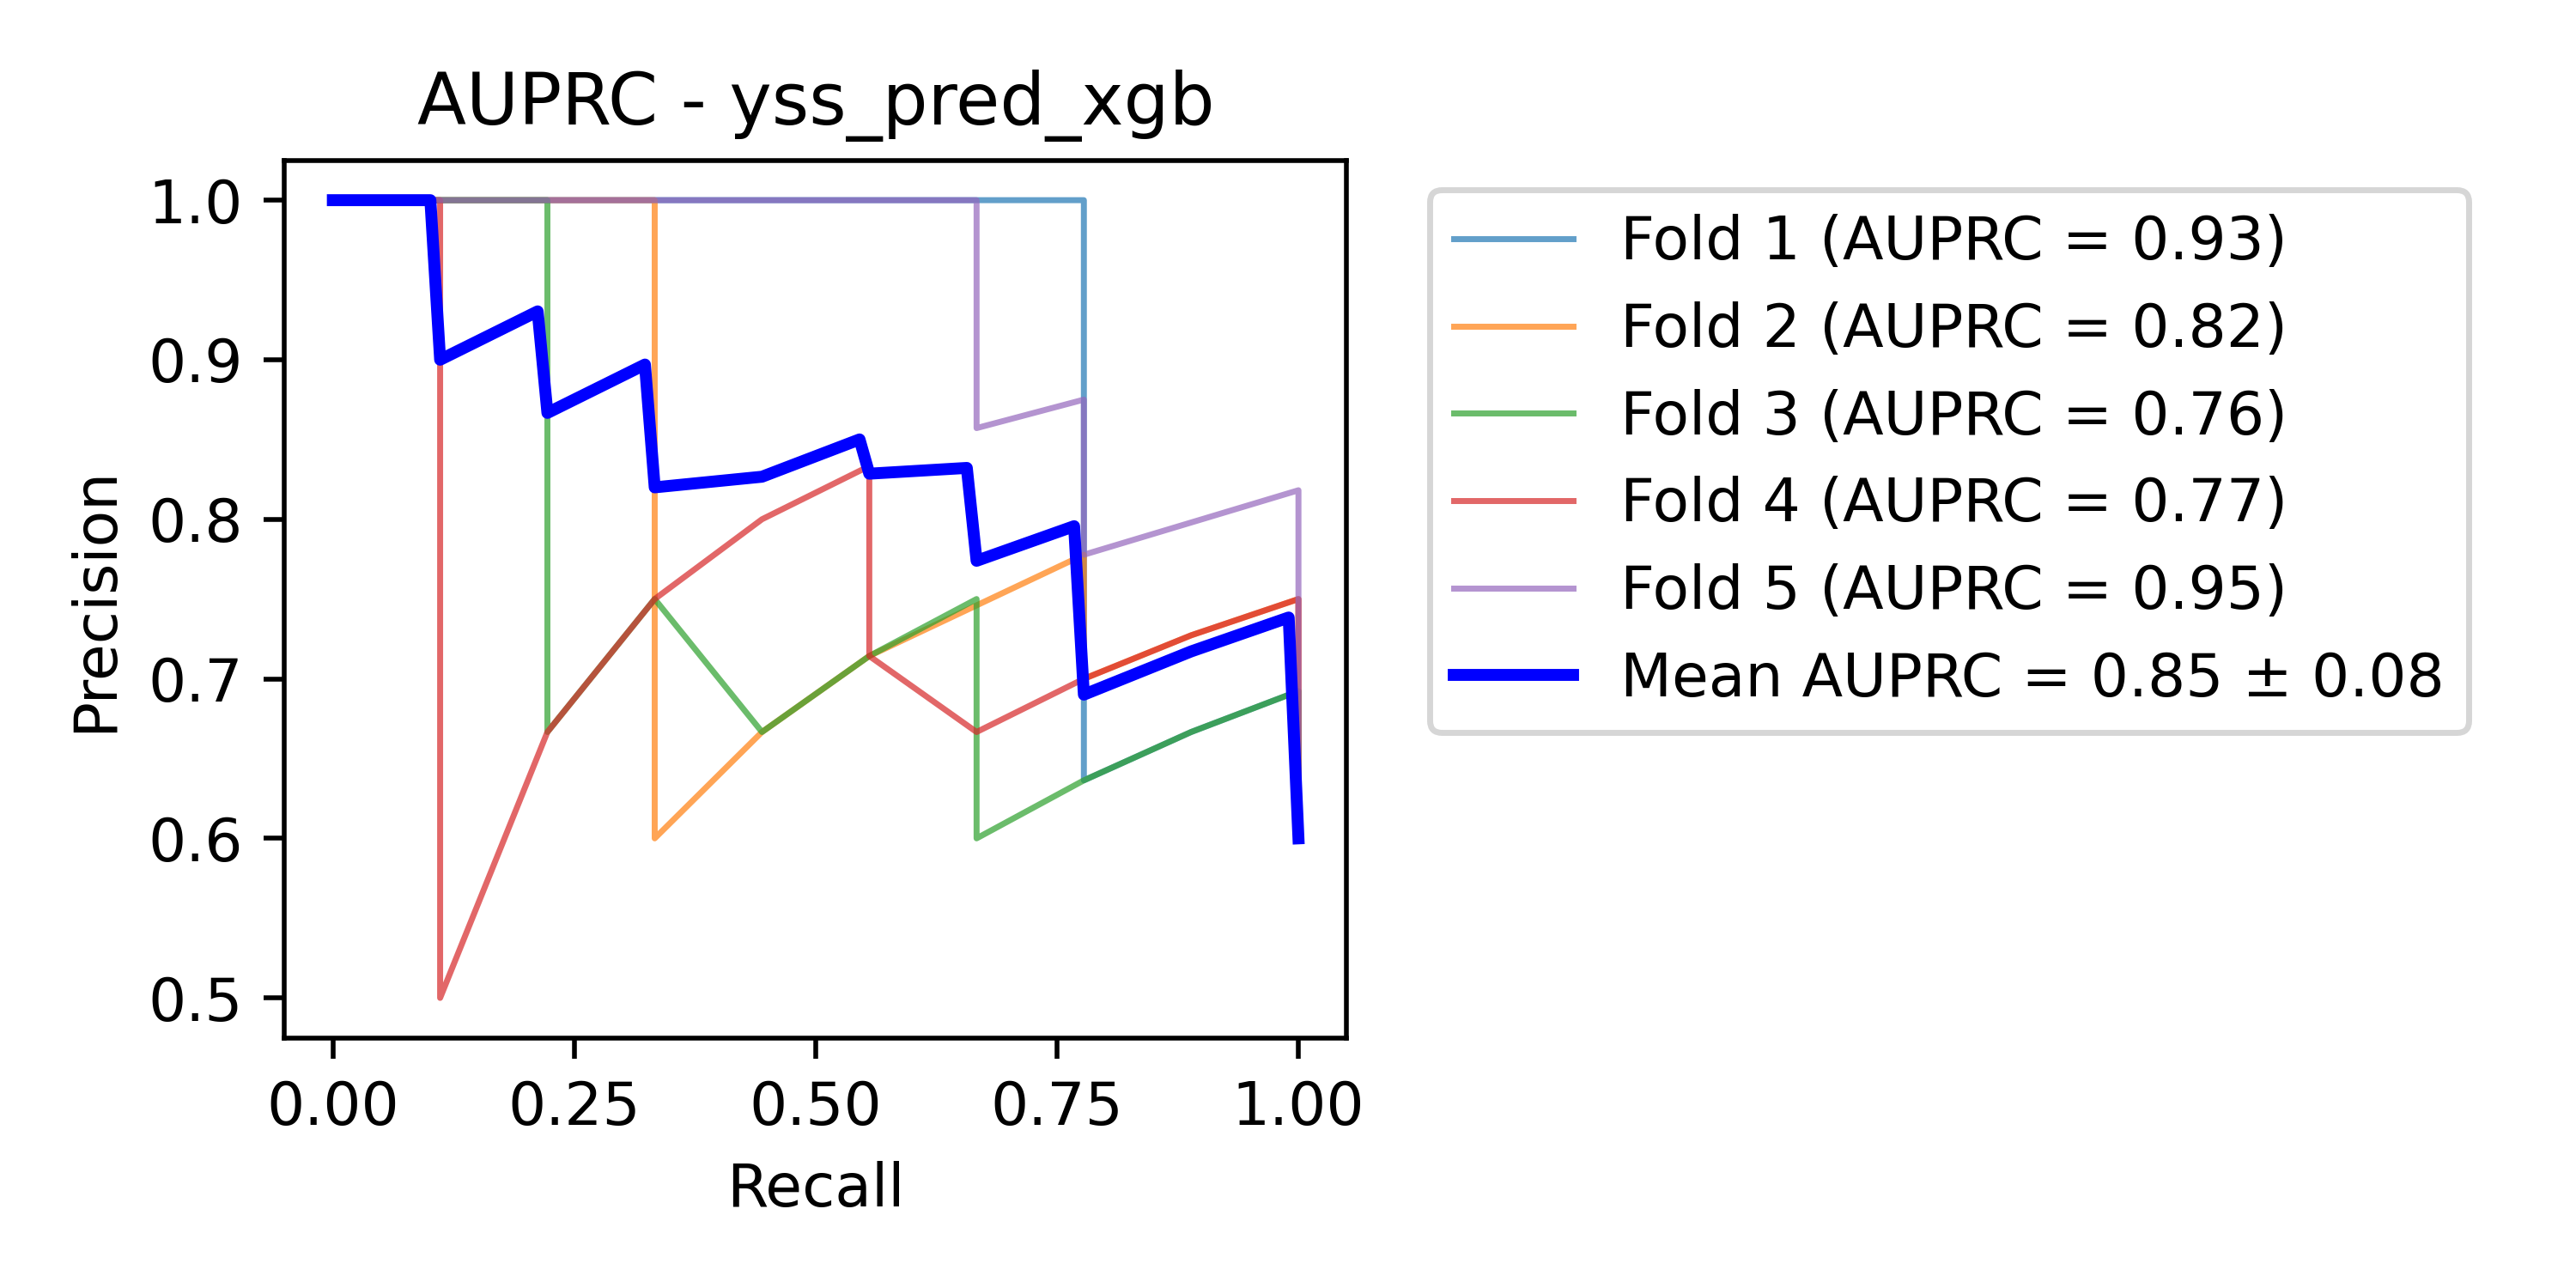 AUPRC - yss_pred_xgb
1.0
0.9
0.8
0.7
0.6
0.5
Precision
0.00 0.25 0.50 0.75 1.00
Recall
Fold 1 (AUPRC = 0.93)
Fold 2 (AUPRC = 0.82)
Fold 3 (AUPRC = 0.76)
Fold 4 (AUPRC = 0.77)
Fold 5 (AUPRC = 0.95)
Mean AUPRC = 0.85 ± 0.08